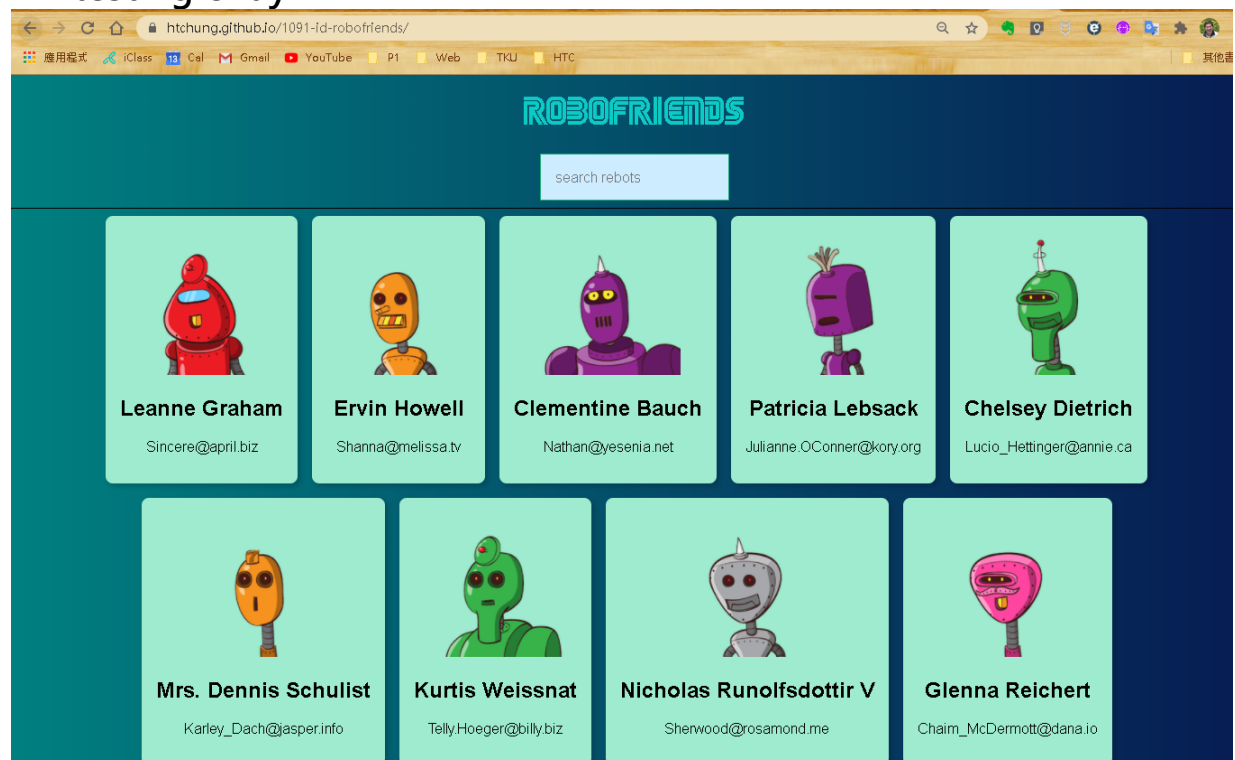 htchung.github.io/1091-id-robofriends/
應用程式 iClass 13 Cal Gmail YouTube P1 Web TKU HTC 其他書
ROBOFRIENDS
search rebots
Leanne Graham Ervin Howell Clementine Bauch Patricia Lebsack Chelsey Dietrich
Sincere@april.biz Shanna@melissa.tv Nathan@yesenia.net Julianne.OConner@kory.org Lucio_Hettinger@annie.ca
Mrs. Dennis Schulist Kurtis Weissnat Nicholas Runolfsdottir V Glenna Reichert
Karley_Dach@jasper.info Telly.Hoeger@billy.biz Sherwood@rosamond.me Chaim_McDermott@dana.io